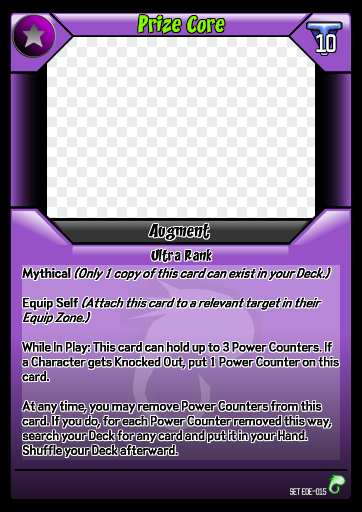 Prize Core
10
Augment
Ultra Rank
Mythical (Only 1 copy of this card can exist in your Deck.)
Equip Self (Attach this card to a relevant target in their
Equip Zone.)
While In Play: This card can hold up to 3 Power Counters. If
a Character gets Knocked Out, put 1 Power Counter on this
card.
At any time, you may remove Power Counters from this
card. If you do, for each Power Counter removed this way,
search your Deck for any card and put it in your Hand.
Shuffle your Deck afterward.
SET EDE-015